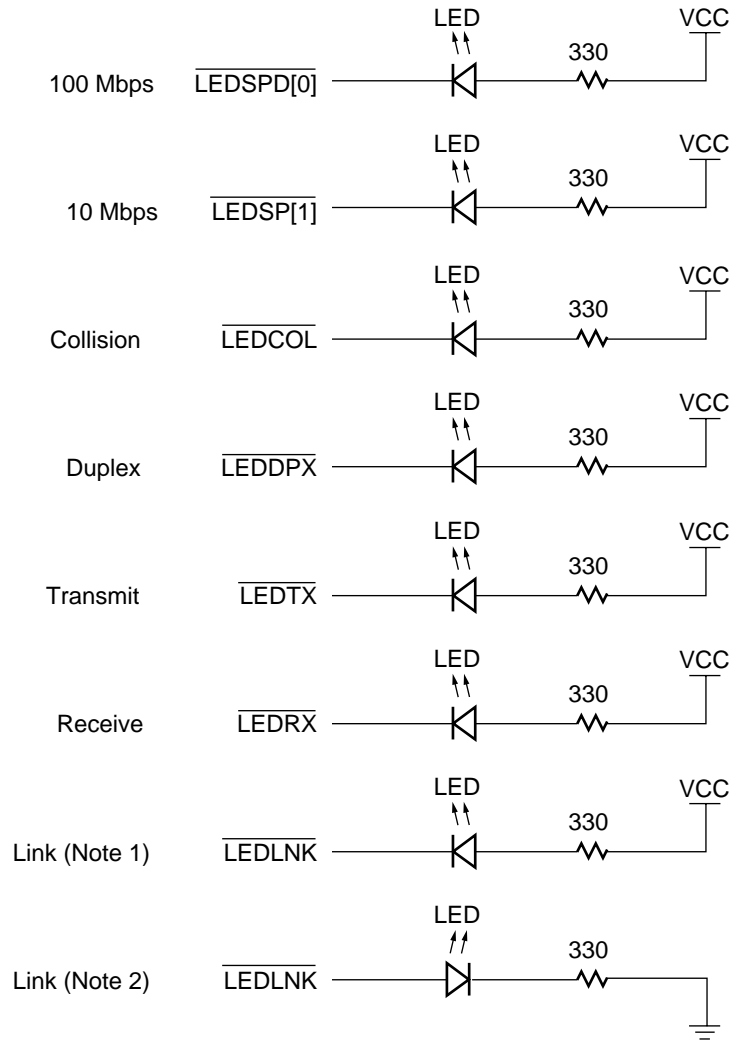 LED VCC
330
100 Mbps LEDSPD[0]
LED VCC
330
10 Mbps LEDSP[1]
LED VCC
330
Collision LEDCOL
LED VCC
330
Duplex LEDDPX
LED VCC
330
Transmit LEDTX
LED VCC
330
Receive LEDRX
LED VCC
330
Link (Note 1) LEDLNK
LED
330
Link (Note 2) LEDLNK